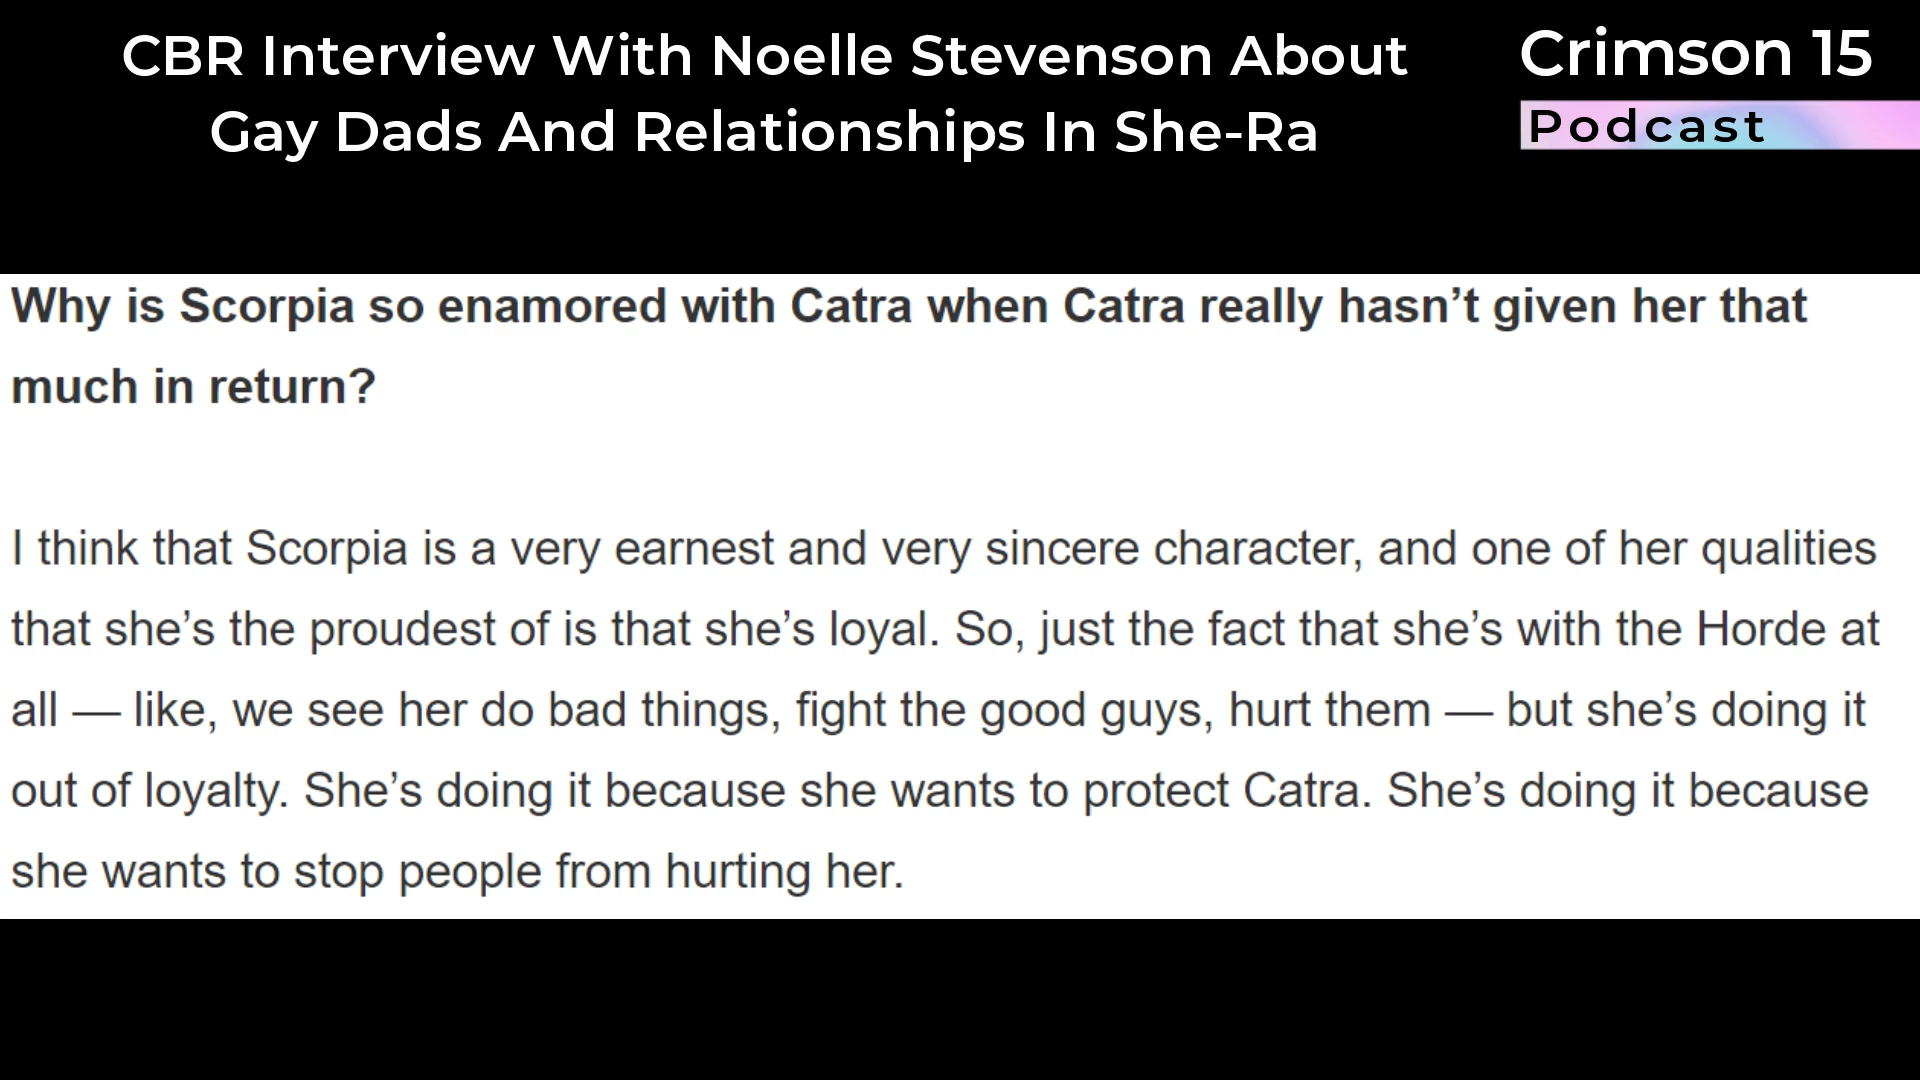 CBR Interview With Noelle Stevenson About
Gay Dads And Relationships In She-Ra
Crimson 15
Podcast
Why is Scorpia so enamored with Catra when Catra really hasn’t given her that
much in return?
I think that Scorpia is a very earnest and very sincere character, and one of her qualities
that she’s the proudest of is that she’s loyal. So, just the fact that she’s with the Horde at
all — like, we see her do bad things, fight the good guys, hurt them — but she’s doing it
out of loyalty. She’s doing it because she wants to protect Catra. She’s doing it because
she wants to stop people from hurting her.